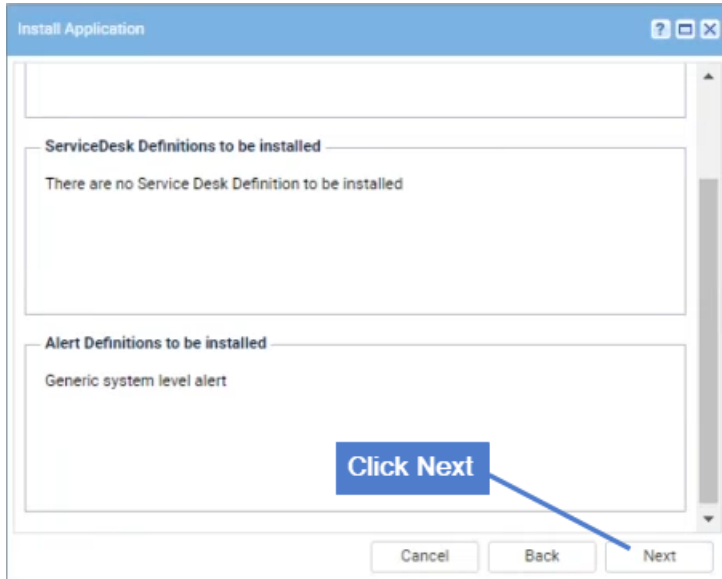 Install Application
ServiceDesk Definitions to be installed
There are no Service Desk Definition to be installed
Alert Definitions to be installed
Generic system level alert
Click Next
Cancel
Back
Next